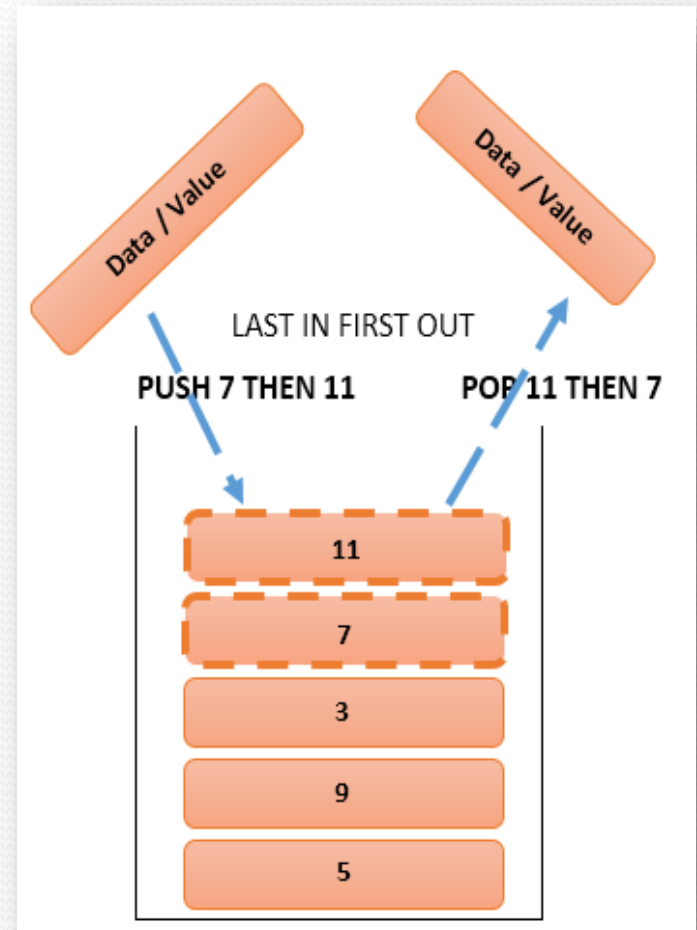 Data / Value
Data / Value
LAST IN FIRST OUT
PUSH 7 THEN 11
POP 11 THEN 7
11
7
3
9
5